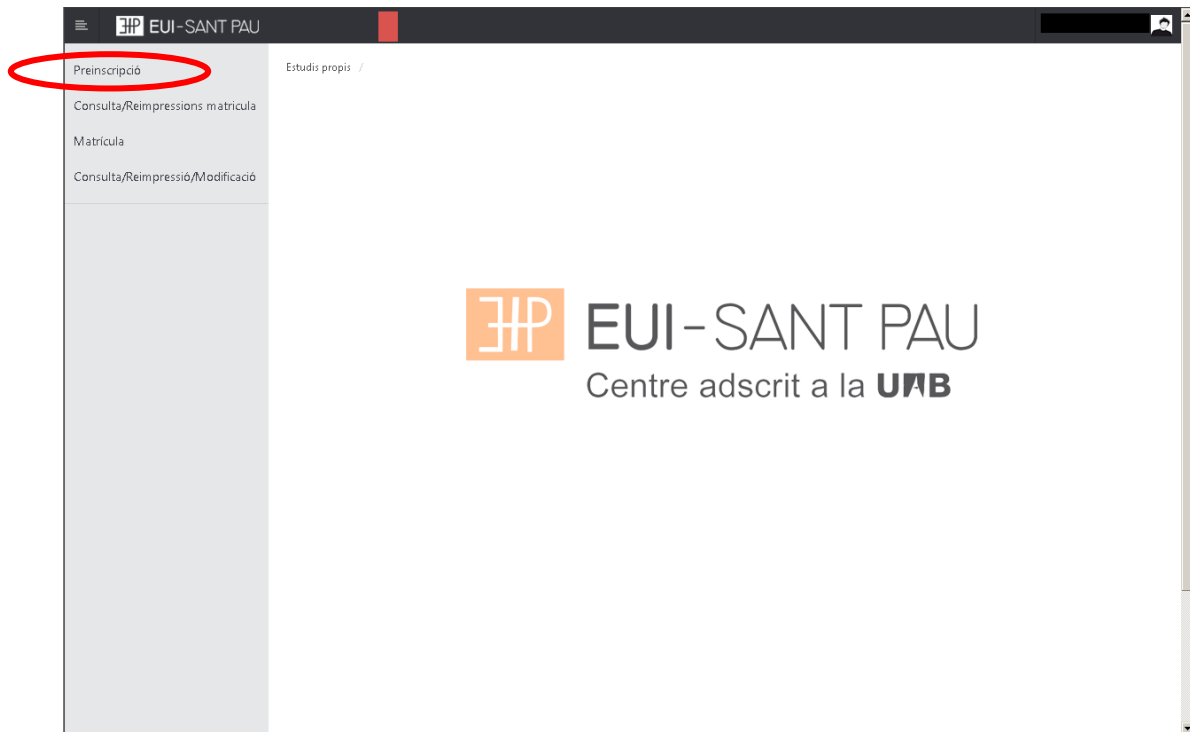 EUI-SANT PAU
Preinscripció
Estudis propis /
Consulta/Reimpressions matricula
Matrícula
Consulta/Reimpressió/Modificació
EUI-SANT PAU
Centre adscrit a la UAB